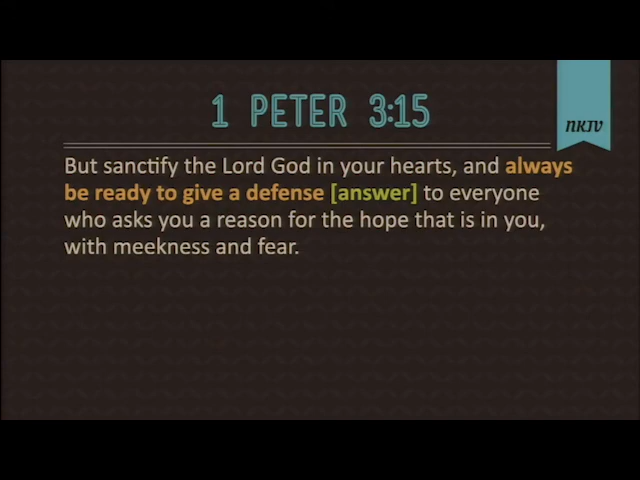 1 PETER 3:15
NKJV
But sanctify the Lord God in your hearts, and always
be ready to give a defense [answer] to everyone
who asks you a reason for the hope that is in you,
with meekness and fear.